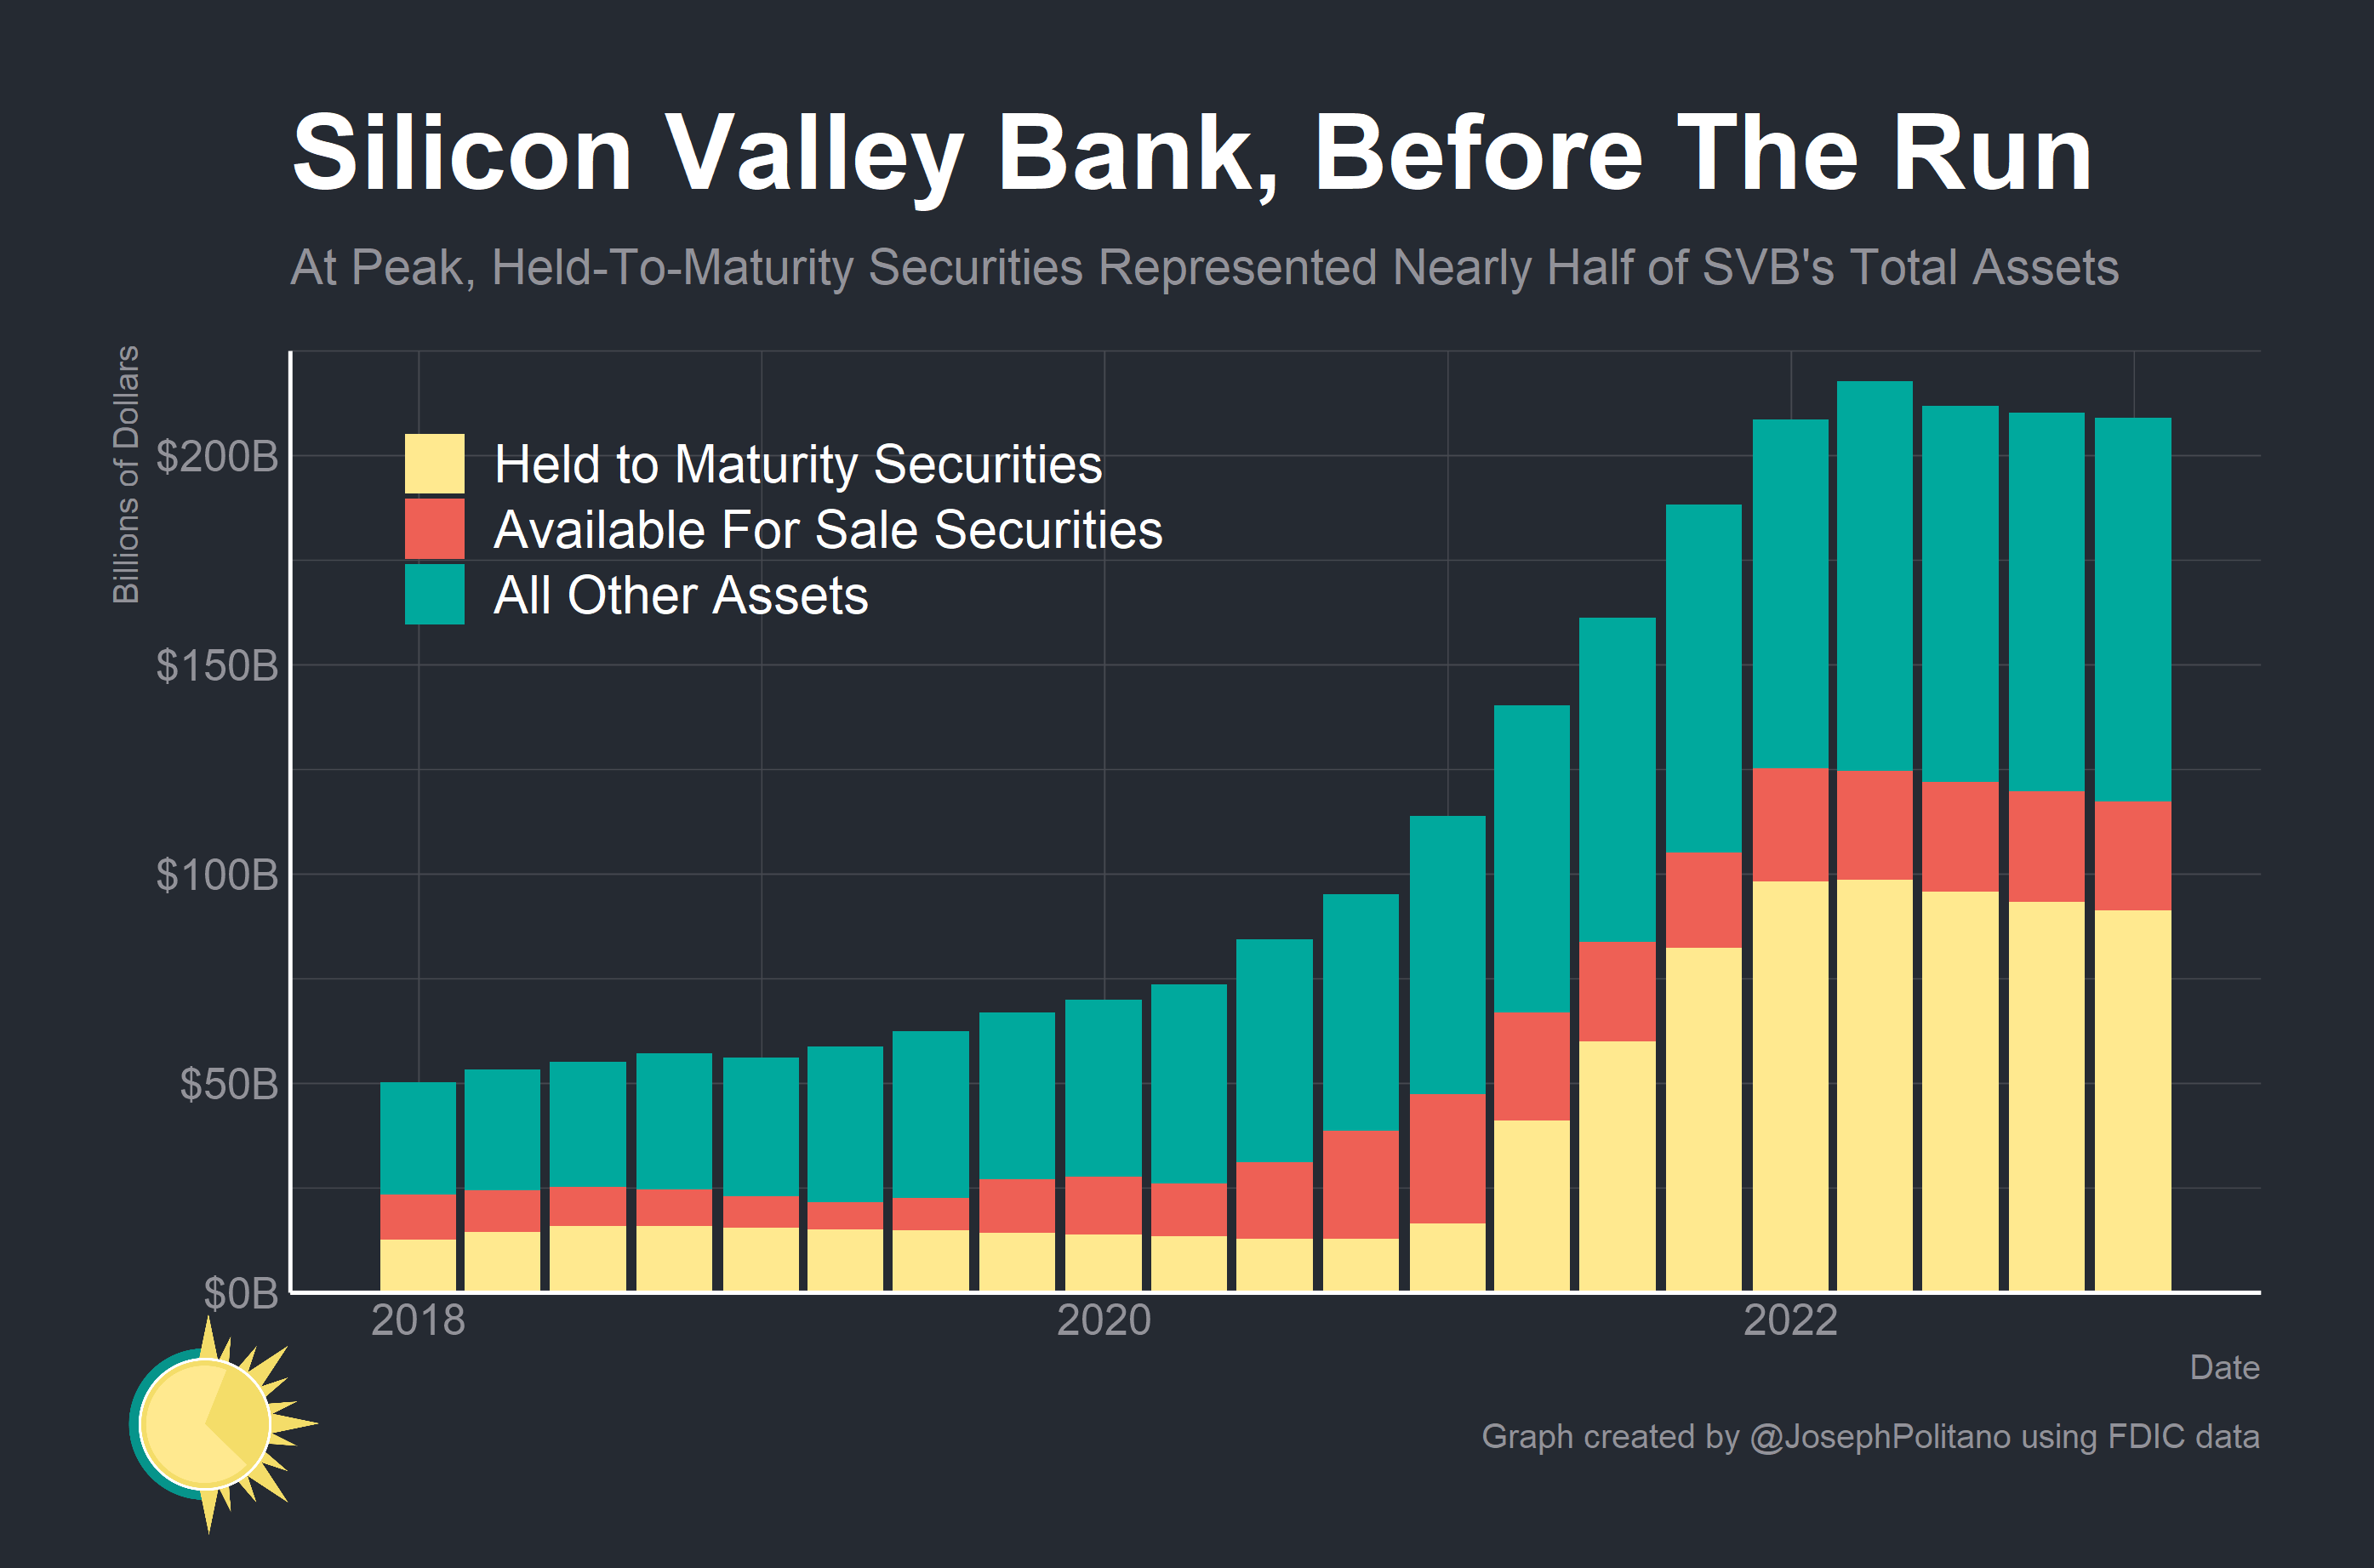 Silicon Valley Bank, Before The Run
At Peak, Held-To-Maturity Securities Represented Nearly Half of SVB's Total Assets
Billions of Dollars
$200B
$150B
$100B
$50B
$0B
Held to Maturity Securities
Available For Sale Securities
All Other Assets
2018
2020
2022
Date
Graph created by @JosephPolitano using FDIC data